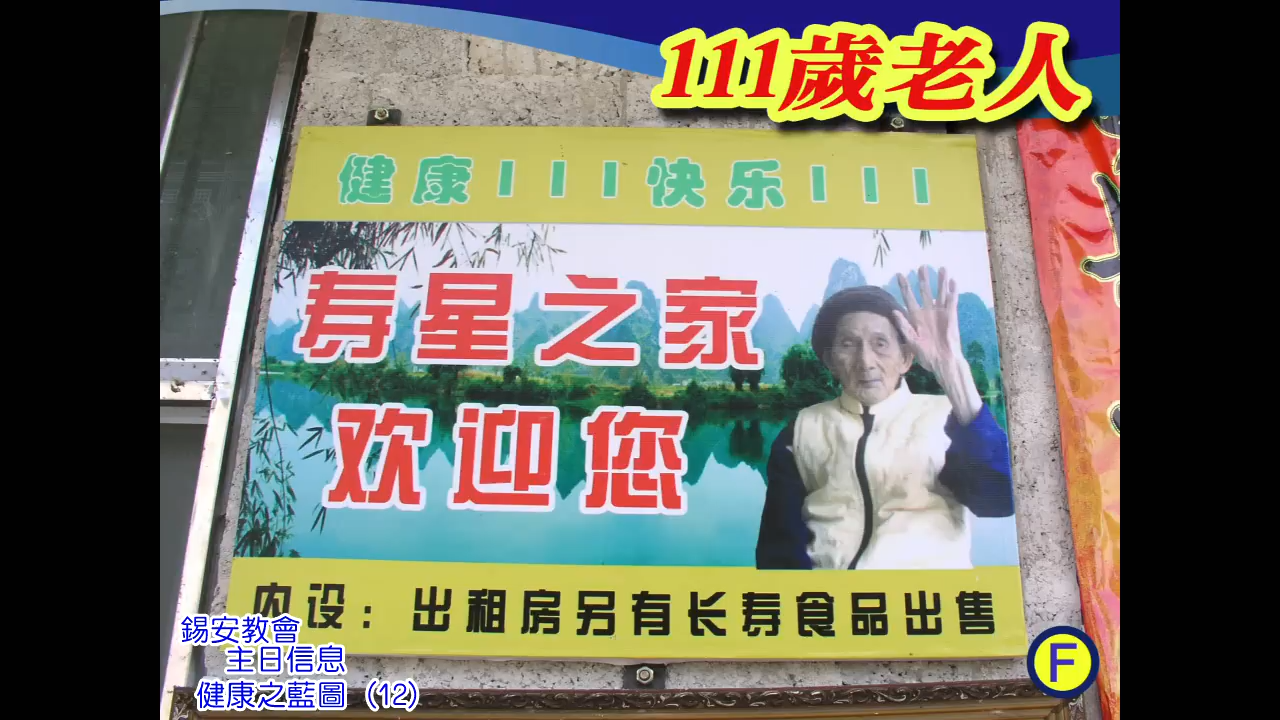 111歲老人
健康111快乐111
寿星之家
欢迎您
内设：出租房另有长寿食品出售
錫安教會
主日信息
健康之藍圖 (12)
F